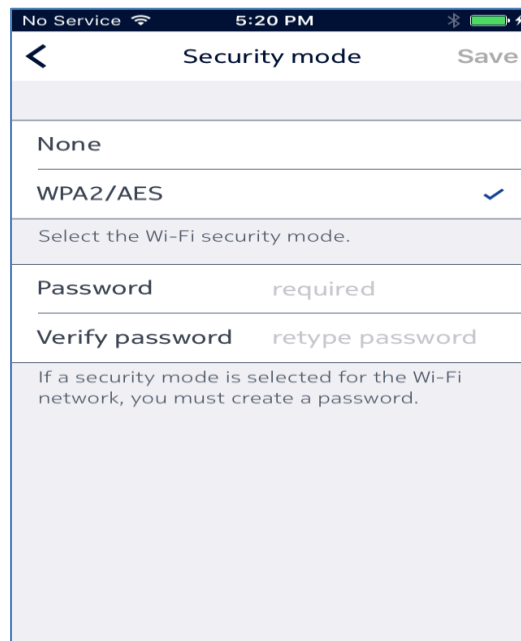 No Service 5:20 PM
Security mode Save
None
WPA2/AES
Select the Wi-Fi security mode.
Password required
Verify password retype password
If a security mode is selected for the Wi-Fi
network, you must create a password.